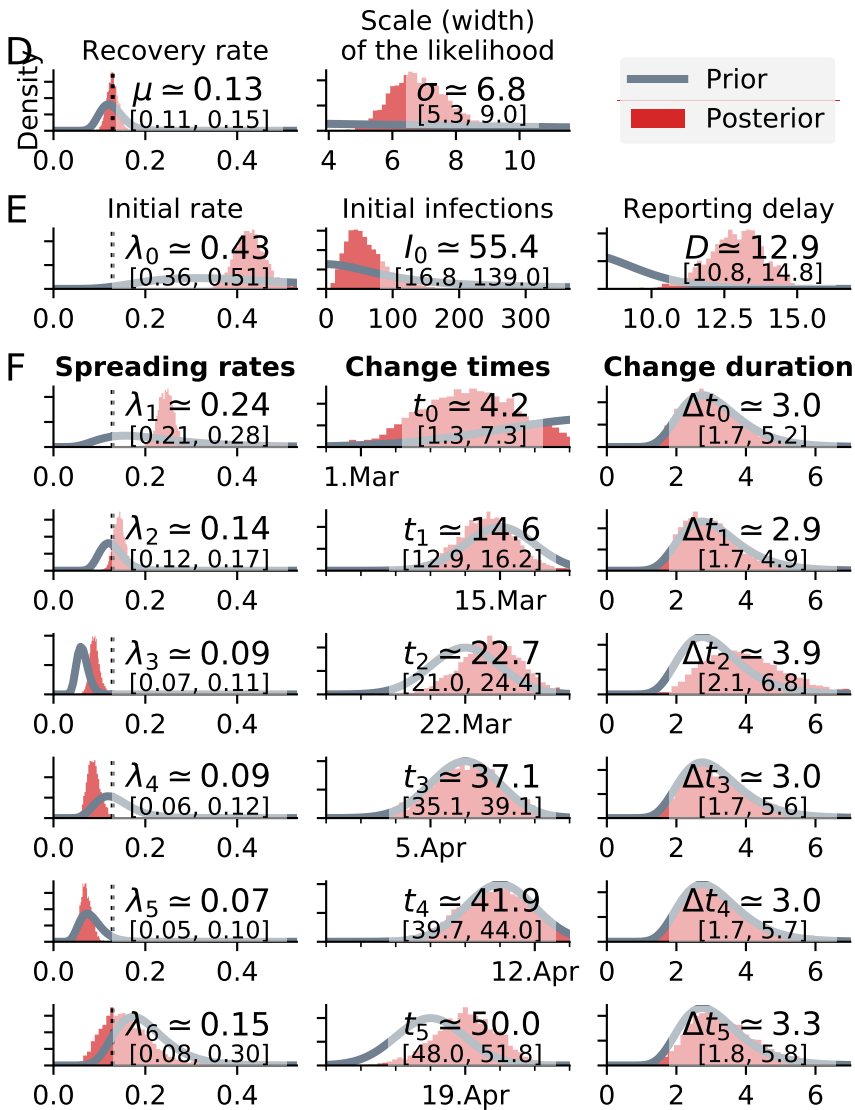 D
Density
Recovery rate
μ ≃ 0.13
[0.11, 0.15]
0.0 0.2 0.4
Scale (width)
of the likelihood
σ ≃ 6.8
[5.3, 9.0]
4 6 8 10
Prior
Posterior
E
Initial rate
λ0 ≃ 0.43
[0.36, 0.51]
0.0 0.2 0.4
Initial infections
I0 ≃ 55.4
[16.8, 139.0]
0 100 200 300
Reporting delay
D ≃ 12.9
[10.8, 14.8]
10.0 12.5 15.0
F
Spreading rates Change times Change duration
λ1 ≃ 0.24 t0 ≃ 4.2 Δt0 ≃ 3.0
[0.21, 0.28] [1.3, 7.3] [1.7, 5.2]
0.0 0.2 0.4 1.Mar 2 4 6
λ2 ≃ 0.14 t1 ≃ 14.6 Δt1 ≃ 2.9
[0.12, 0.17] [12.9, 16.2] [1.7, 4.9]
0.0 0.2 0.4 15.Mar 0 2 4 6
λ3 ≃ 0.09 t2 ≃ 22.7 Δt2 ≃ 3.9
[0.07, 0.11] [21.0, 24.4] [2.1, 6.8]
0.0 0.2 0.4 22.Mar 0 2 4 6
λ4 ≃ 0.09 t3 ≃ 37.1 Δt3 ≃ 3.0
[0.06, 0.12] [35.1, 39.1] [1.7, 5.6]
0.0 0.2 0.4 5.Apr 0 2 4 6
λ5 ≃ 0.07 t4 ≃ 41.9 Δt4 ≃ 3.0
[0.05, 0.10] [39.7, 44.0] [1.7, 5.7]
0.0 0.2 0.4 12.Apr 0 2 4 6
λ6 ≃ 0.15 t5 ≃ 50.0 Δt5 ≃ 3.3
[0.08, 0.30] [48.0, 51.8] [1.8, 5.8]
0.0 0.2 0.4 19.Apr 0 2 4 6